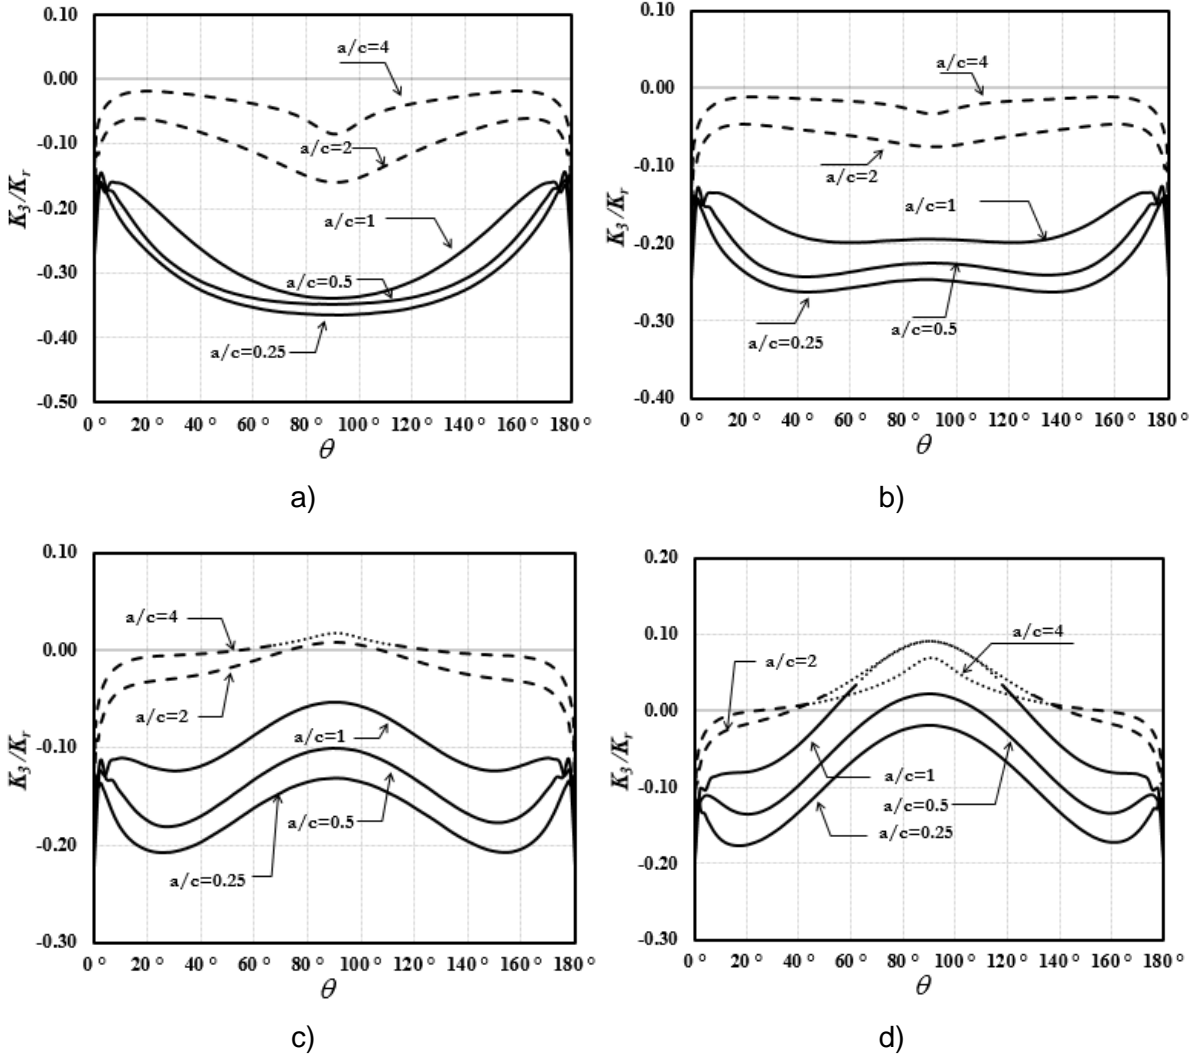 0.10
a/c=4
0.00
-0.10
a/c=2
K3/Kr
-0.20
a/c=1
-0.30
a/c=0.5
a/c=0.25
-0.40
-0.50
0 ° 20 ° 40 ° 60 ° 80 ° 100 ° 120 ° 140 ° 160 ° 180 °
θ
a)
0.10
a/c=4
0.00
-0.10
a/c=2
K3/Kr
a/c=1
-0.20
-0.30
a/c=0.5
a/c=0.25
-0.40
0 ° 20 ° 40 ° 60 ° 80 ° 100 ° 120 ° 140 ° 160 ° 180 °
θ
b)
0.10
a/c=4
0.00
a/c=2
K3/Kr
a/c=1
-0.10
a/c=0.5
-0.20
a/c=0.25
-0.30
0 ° 20 ° 40 ° 60 ° 80 ° 100 ° 120 ° 140 ° 160 ° 180 °
θ
c)
0.20
0.10
a/c=4
a/c=2
0.00
K3/Kr
a/c=1
-0.10
a/c=0.5
a/c=0.25
-0.20
-0.30
0 ° 20 ° 40 ° 60 ° 80 ° 100 ° 120 ° 140 ° 160 ° 180 °
θ
d)